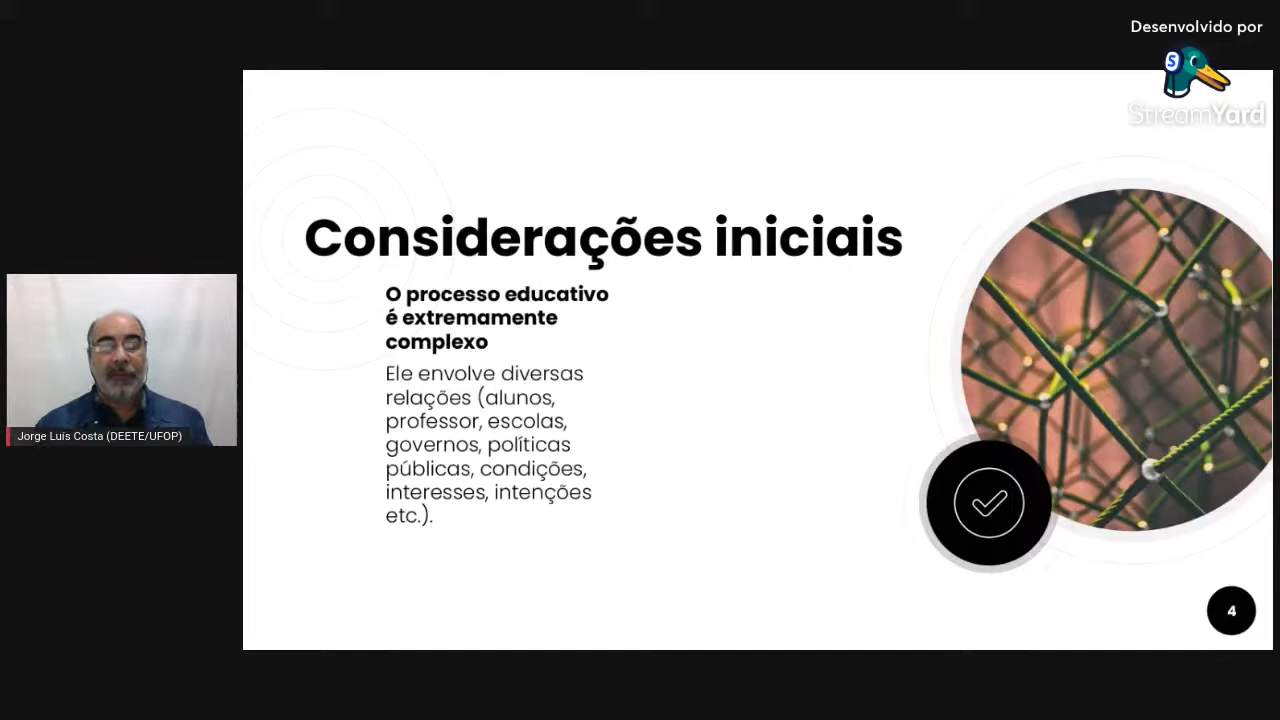 Desenvolvido por
S
StreamYard
Considerações iniciais
O processo educativo
é extremamente
complexo
Ele envolve diversas
relações (alunos,
professor, escolas,
governos, políticas
públicas, condições,
interesses, intenções
etc.).
Jorge Luís Costa (DEETE/UFOP)
4